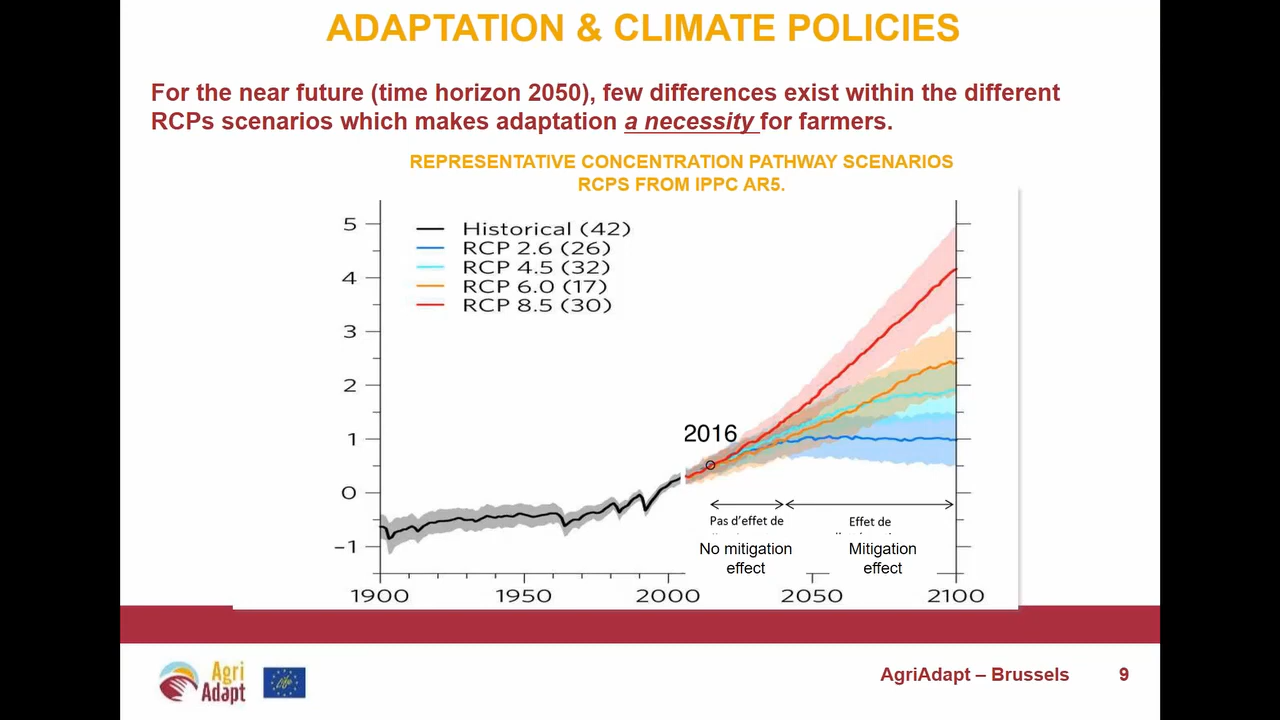 ADAPTATION & CLIMATE POLICIES
For the near future (time horizon 2050), few differences exist within the different
RCPs scenarios which makes adaptation a necessity for farmers.
REPRESENTATIVE CONCENTRATION PATHWAY SCENARIOS
RCPS FROM IPPC AR5.
5
4
3
2
1
0
−1
Historical (42)
RCP 2.6 (26)
RCP 4.5 (32)
RCP 6.0 (17)
RCP 8.5 (30)
2016
Pas d'effet de
Effet de
No mitigation
effect
Mitigation
effect
1900 1950 2000 2050 2100
Agri
Adapt
Life
AgriAdapt – Brussels 9